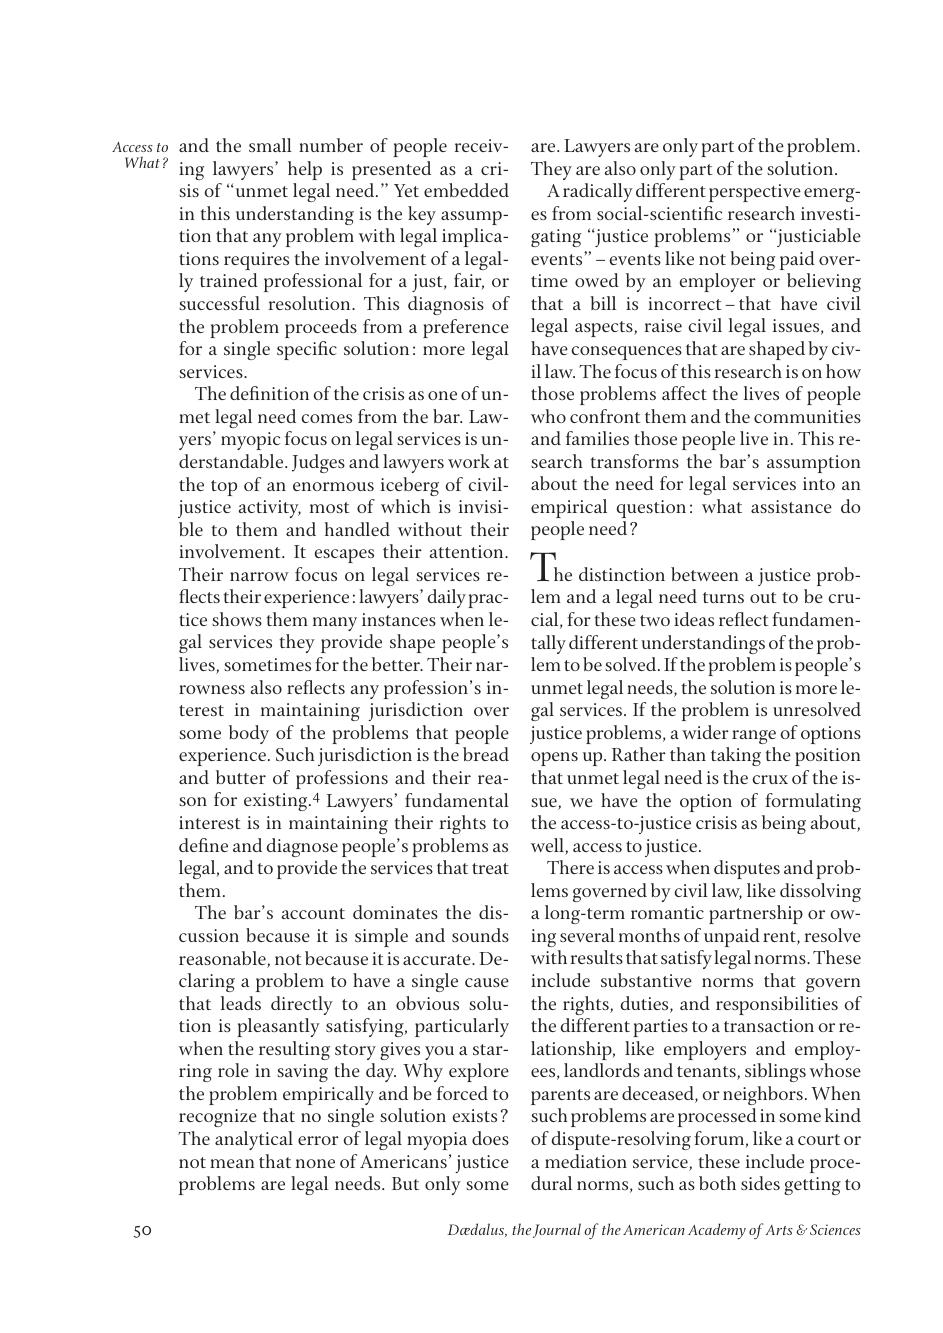 Access to
What?
and the small number of people receiv-
ing lawyers’ help is presented as a cri-
sis of “unmet legal need.” Yet embedded
in this understanding is the key assump-
tion that any problem with legal implica-
tions requires the involvement of a legal-
ly trained professional for a just, fair, or
successful resolution. This diagnosis of
the problem proceeds from a preference
for a single specific solution: more legal
services.
The definition of the crisis as one of un-
met legal need comes from the bar. Law-
yers’ myopic focus on legal services is un-
derstandable. Judges and lawyers work at
the top of an enormous iceberg of civil-
justice activity, most of which is invisi-
ble to them and handled without their
involvement. It escapes their attention.
Their narrow focus on legal services re-
flects their experience: lawyers’ daily prac-
tice shows them many instances when le-
gal services they provide shape people’s
lives, sometimes for the better. Their nar-
rowness also reflects any profession’s in-
terest in maintaining jurisdiction over
some body of the problems that people
experience. Such jurisdiction is the bread
and butter of professions and their rea-
son for existing.4 Lawyers’ fundamental
interest is in maintaining their rights to
define and diagnose people’s problems as
legal, and to provide the services that treat
them.
The bar’s account dominates the dis-
cussion because it is simple and sounds
reasonable, not because it is accurate. De-
claring a problem to have a single cause
that leads directly to an obvious solu-
tion is pleasantly satisfying, particularly
when the resulting story gives you a star-
ring role in saving the day. Why explore
the problem empirically and be forced to
recognize that no single solution exists?
The analytical error of legal myopia does
not mean that none of Americans’ justice
problems are legal needs. But only some
are. Lawyers are only part of the problem.
They are also only part of the solution.
A radically different perspective emerg-
es from social-scientific research investi-
gating “justice problems” or “justiciable
events” – events like not being paid over-
time owed by an employer or believing
that a bill is incorrect – that have civil
legal aspects, raise civil legal issues, and
have consequences that are shaped by civ-
il law. The focus of this research is on how
those problems affect the lives of people
who confront them and the communities
and families those people live in. This re-
search transforms the bar’s assumption
about the need for legal services into an
empirical question: what assistance do
people need?
The distinction between a justice prob-
lem and a legal need turns out to be cru-
cial, for these two ideas reflect fundamen-
tally different understandings of the prob-
lem to be solved. If the problem is people’s
unmet legal needs, the solution is more le-
gal services. If the problem is unresolved
justice problems, a wider range of options
opens up. Rather than taking the position
that unmet legal need is the crux of the is-
sue, we have the option of formulating
the access-to-justice crisis as being about,
well, access to justice.
There is access when disputes and prob-
lems governed by civil law, like dissolving
a long-term romantic partnership or ow-
ing several months of unpaid rent, resolve
with results that satisfy legal norms. These
include substantive norms that govern
the rights, duties, and responsibilities of
the different parties to a transaction or re-
lationship, like employers and employ-
ees, landlords and tenants, siblings whose
parents are deceased, or neighbors. When
such problems are processed in some kind
of dispute-resolving forum, like a court or
a mediation service, these include proce-
dural norms, such as both sides getting to
50
Dædalus, the Journal of the American Academy of Arts & Sciences